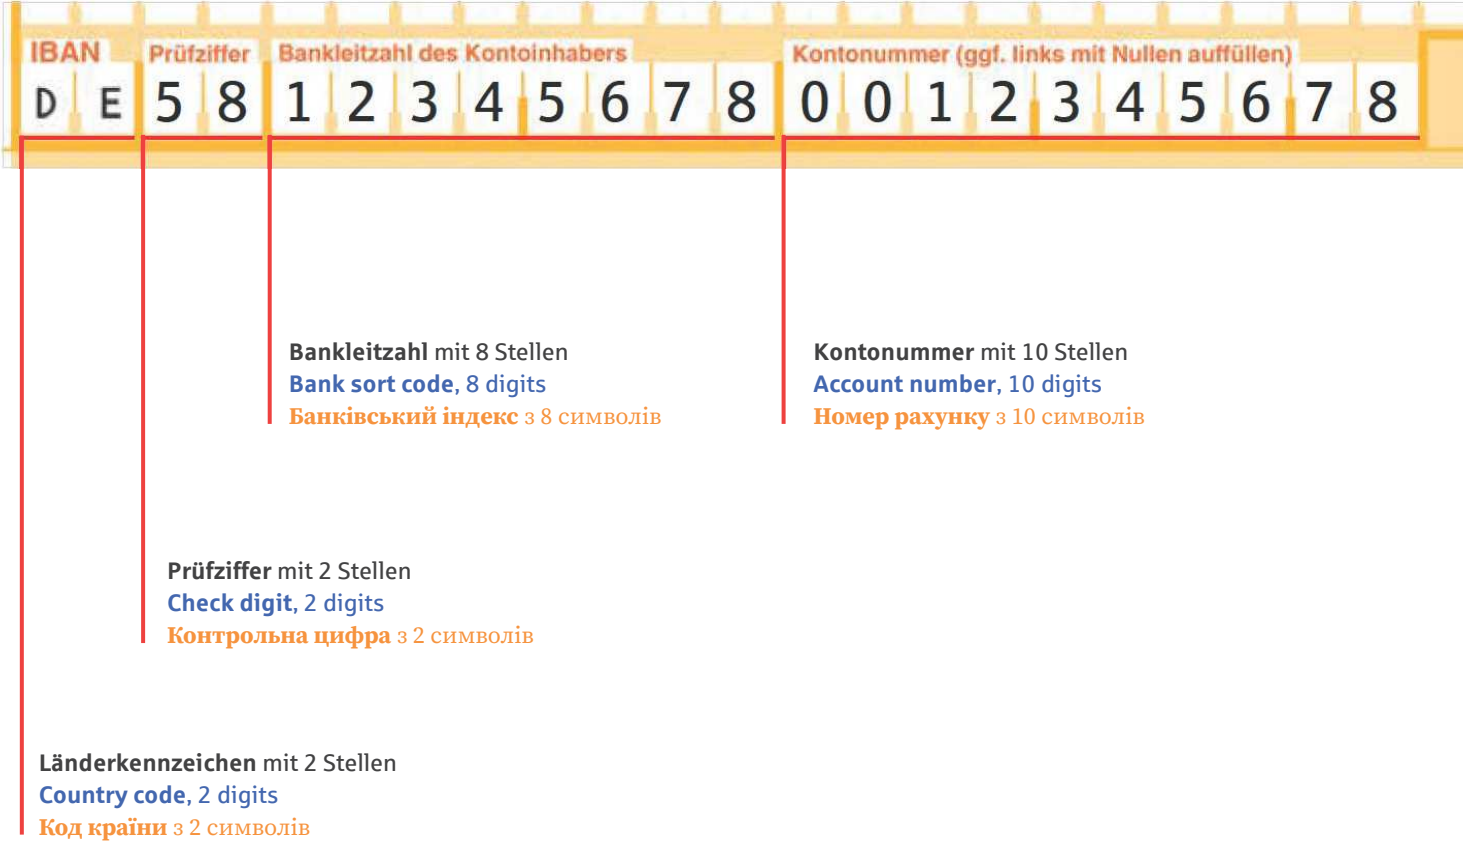 IBAN Prüfziffer Bankleitzahl des Kontoinhabers Kontonummer (ggf. links mit Nullen auffüllen)
D E 5 8 1 2 3 4 5 6 7 8 0 0 1 2 3 4 5 6 7 8
Bankleitzahl mit 8 Stellen
Bank sort code, 8 digits
Банківський індекс з 8 символів
Kontonummer mit 10 Stellen
Account number, 10 digits
Номер рахунку з 10 символів
Prüfziffer mit 2 Stellen
Check digit, 2 digits
Контрольна цифра з 2 символів
Länderkennzeichen mit 2 Stellen
Country code, 2 digits
Код країни з 2 символів